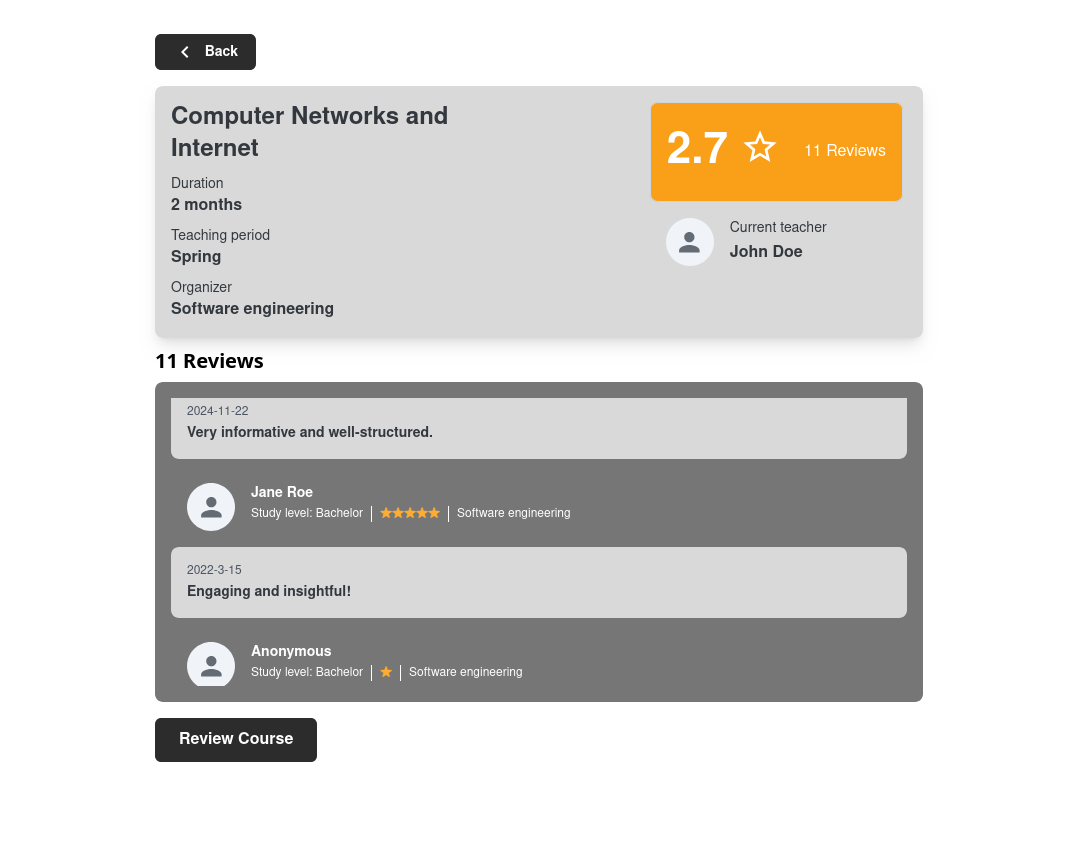 Back
Computer Networks and
Internet
Duration
2 months
Teaching period
Spring
Organizer
Software engineering
2.7
11 Reviews
Current teacher
John Doe
11 Reviews
2024-11-22
Very informative and well-structured.
Jane Roe
Study level: Bachelor
Software engineering
2022-3-15
Engaging and insightful!
Anonymous
Study level: Bachelor
Software engineering
Review Course